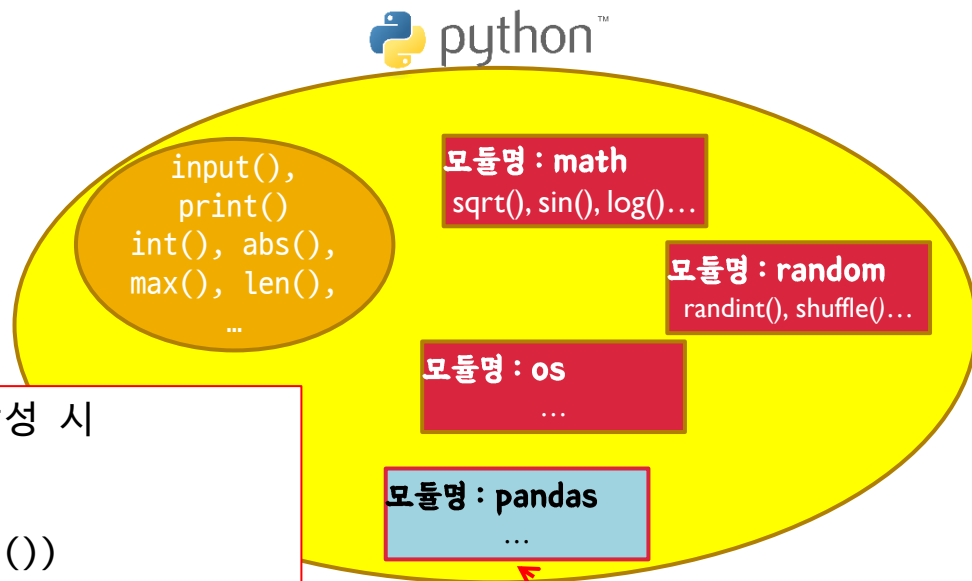 python™
input(),
print()
int(), abs(),
max(), len(),
…
모듈명 : math
sqrt(), sin(), log()…
모듈명 : random
randint(), shuffle()…
모듈명 : os
…
모듈명 : pandas
…
성 시
())